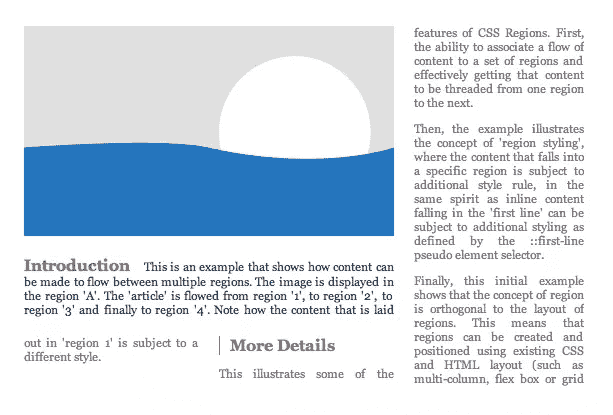 Introduction This is an example that shows how content can
be made to flow between multiple regions. The image is displayed in
the region 'A'. The 'article' is flowed from region '1', to region '2', to
region '3' and finally to region '4'. Note how the content that is laid
out in 'region 1' is subject to a
different style.
More Details
This illustrates some of the
features of CSS Regions. First,
the ability to associate a flow of
content to a set of regions and
effectively getting that content
to be threaded from one region
to the next.
Then, the example illustrates
the concept of 'region styling',
where the content that falls into
a specific region is subject to
additional style rule, in the
same spirit as inline content
falling in the 'first line' can be
subject to additional styling as
defined by the ::first-line
pseudo element selector.
Finally, this initial example
shows that the concept of region
is orthogonal to the layout of
regions. This means that
regions can be created and
positioned using existing CSS
and HTML layout (such as
multi-column, flex box or grid